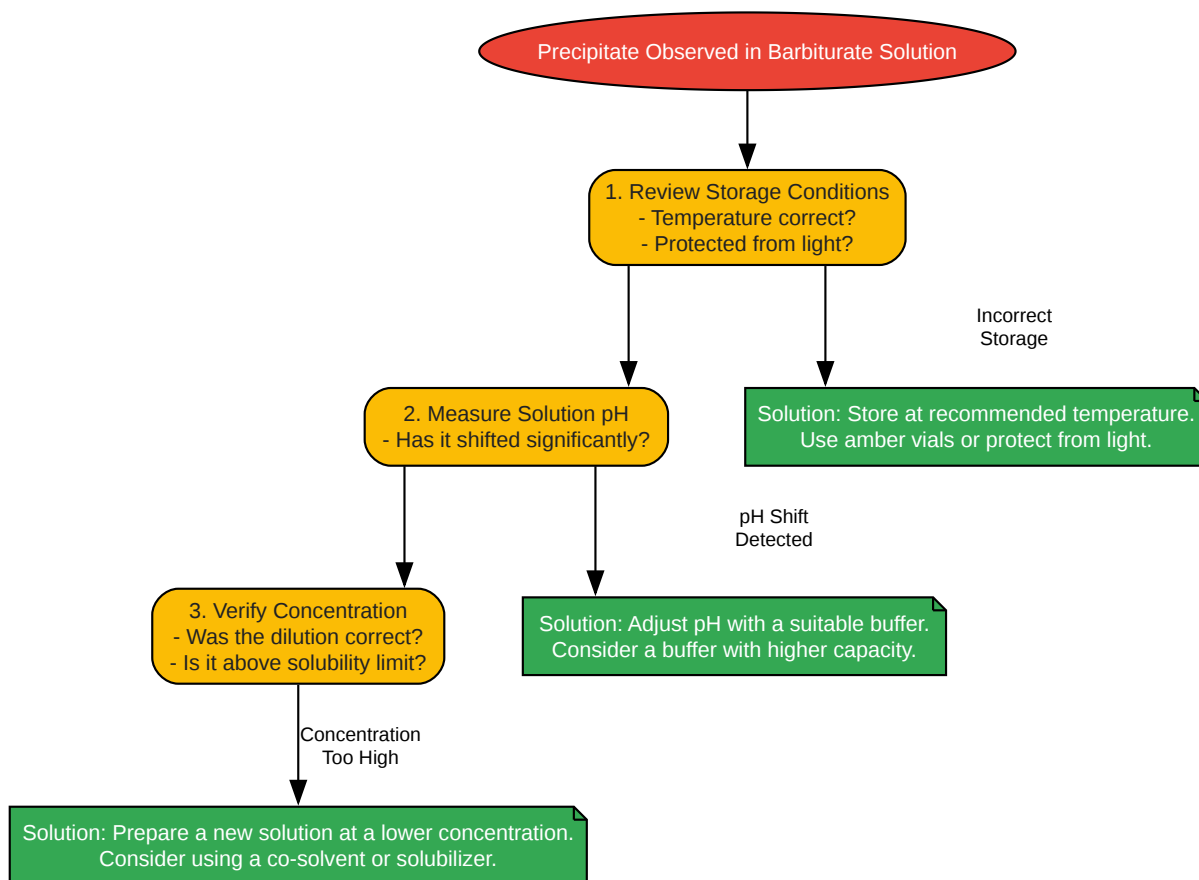 Precipitate Observed in Barbiturate Solution
1. Review Storage Conditions
- Temperature correct?
- Protected from light?
Incorrect
Storage
2. Measure Solution pH
- Has it shifted significantly?
Solution: Store at recommended temperature.
Use amber vials or protect from light.
pH Shift
Detected
3. Verify Concentration
- Was the dilution correct?
- Is it above solubility limit?
Solution: Adjust pH with a suitable buffer.
Consider a buffer with higher capacity.
Concentration
Too High
Solution: Prepare a new solution at a lower concentration.
Consider using a co-solvent or solubilizer.